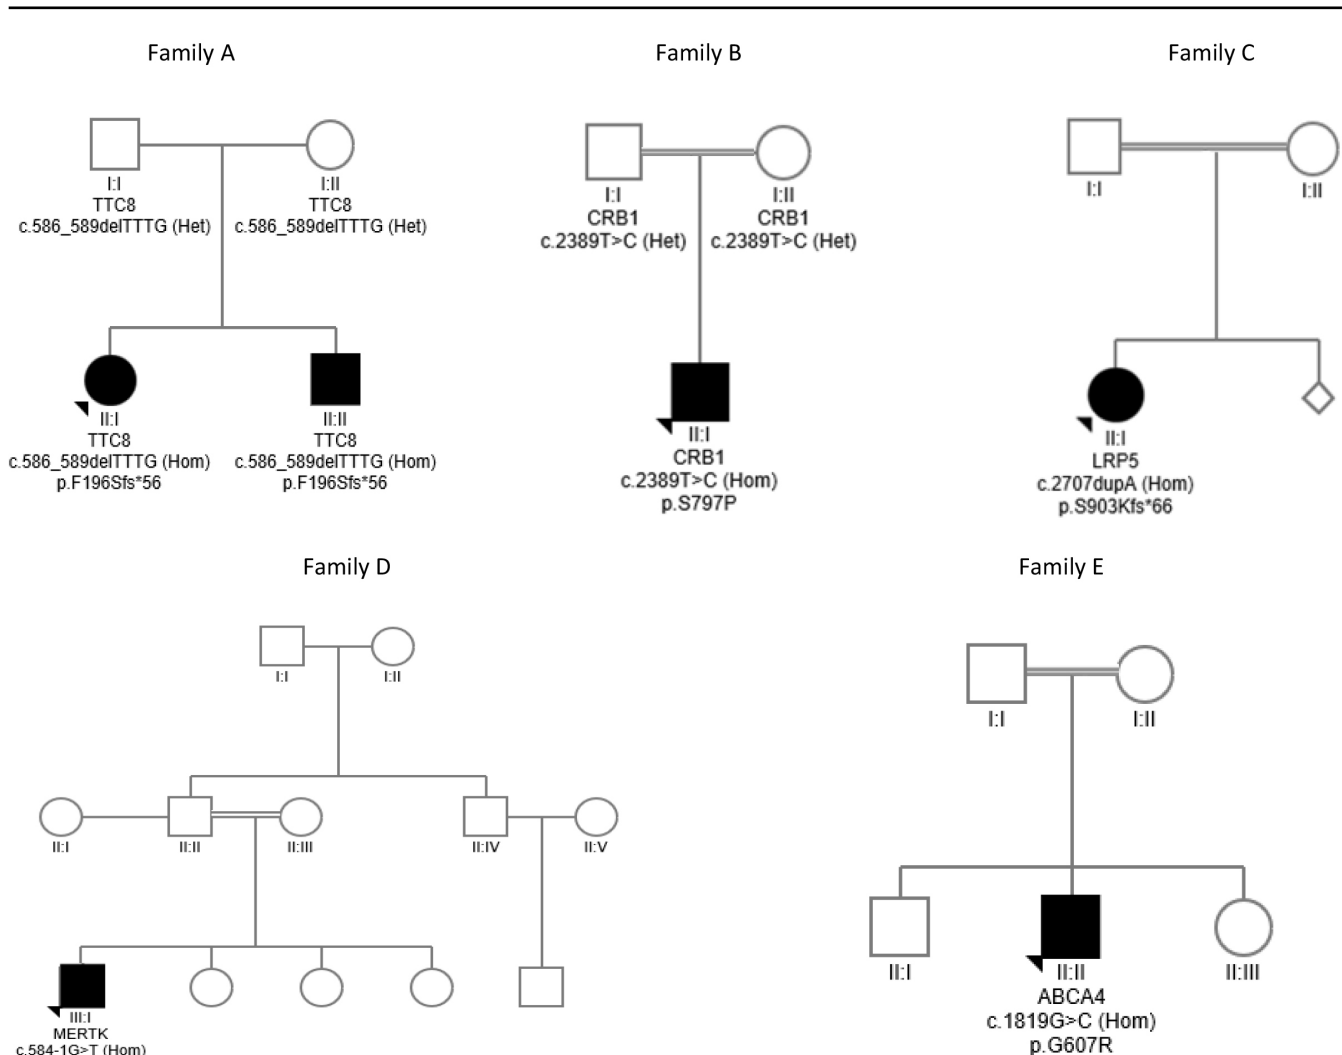 Family A
Family B
Family C
I:I
TTC8
c.586_589delTTTG (Het)
I:II
TTC8
c.586_589delTTTG (Het)
I:I
CRB1
c.2389T>C (Het)
I:II
CRB1
c.2389T>C (Het)
I:I
I:II
II:I
TTC8
c.586_589delTTTG (Hom)
p.F196Sfs*56
II:II
TTC8
c.586_589delTTTG (Hom)
p.F196Sfs*56
II:I
CRB1
c.2389T>C (Hom)
p.S797P
II:I
LRP5
c.2707dupA (Hom)
p.S903Kfs*66
Family D
Family E
I:I
I:II
II:I
II:II
II:III
II:IV
II:V
III:I
MERTK
c.584-1G>T (Hom)
I:I
I:II
II:I
II:II
ABCA4
c.1819G>C (Hom)
p.G607R
II:III